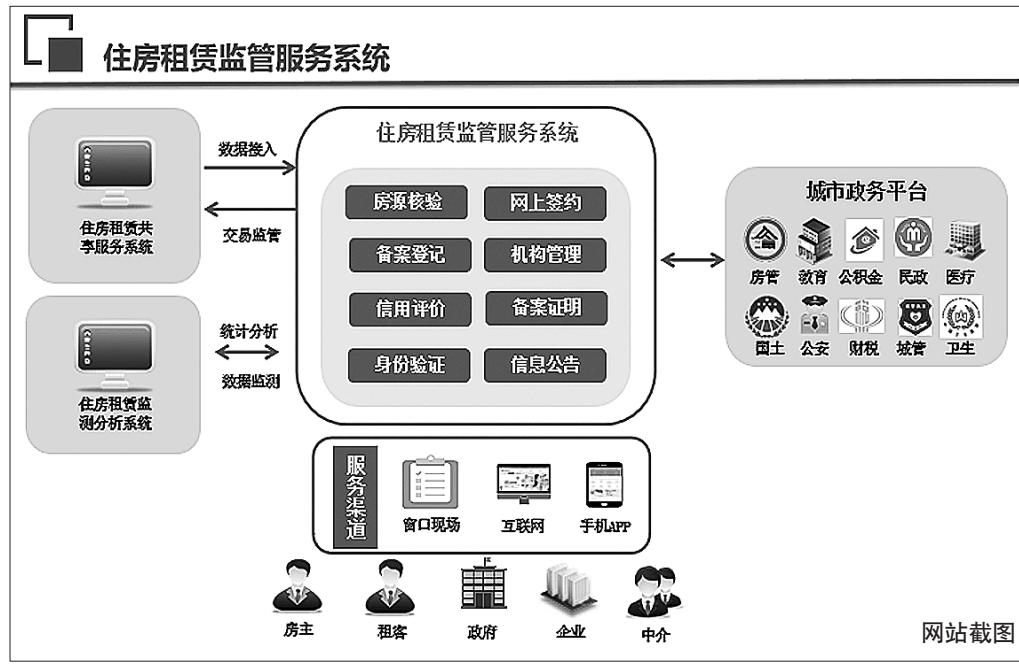 住房租赁监管服务系统
住房租赁共
享服务系统
数据接入
交易监管
住房租赁监
测分析系统
统计分析
数据监测
住房租赁监管服务系统
房源核验
网上签约
备案登记
机构管理
信用评价
备案证明
身份验证
信息公告
城市政务平台
房管
教育
公积金
民政
医疗
国土
公安
财税
城管
卫生
服务渠道
窗口现场
互联网
手机APP
房主
租客
政府
企业
中介
网站截图